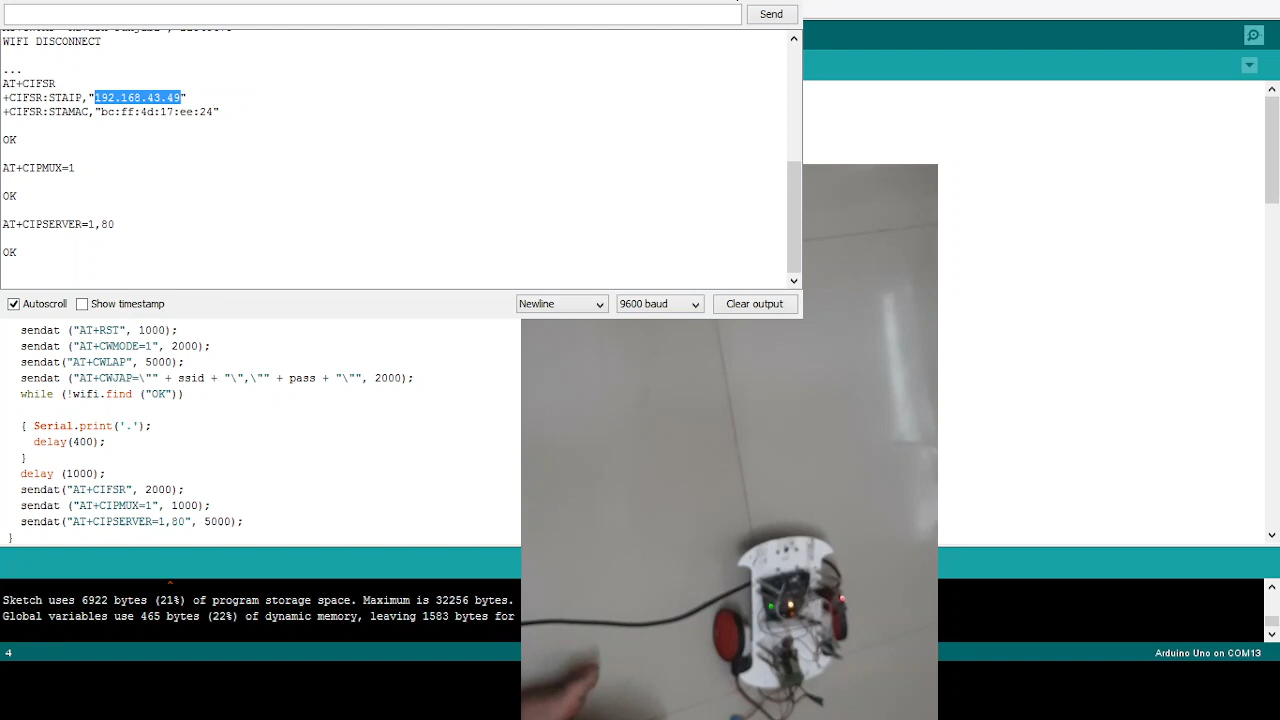 Send
WIFI DISCONNECT
...
AT+CIFSR
+CIFSR:STAIP,"192.168.43.49"
+CIFSR:STAMAC,"bc:ff:4d:17:ee:24"
OK
AT+CIPMUX=1
OK
AT+CIPSERVER=1,80
OK
Autoscroll Show timestamp Newline 9600 baud Clear output
sendat ("AT+RST", 1000);
sendat ("AT+CWMODE=1", 2000);
sendat("AT+CWLAP", 5000);
sendat ("AT+CWJAP=\"" + ssid + "\",\"" + pass + "\"", 2000);
while (!wifi.find ("OK"))
{ Serial.print('.');
delay(400);
}
delay (1000);
sendat("AT+CIFSR", 2000);
sendat ("AT+CIPMUX=1", 1000);
sendat("AT+CIPSERVER=1,80", 5000);
}
^
Sketch uses 6922 bytes (21%) of program storage space. Maximum is 32256 bytes.
Global variables use 465 bytes (22%) of dynamic memory, leaving 1583 bytes for
4 Arduino Uno on COM13